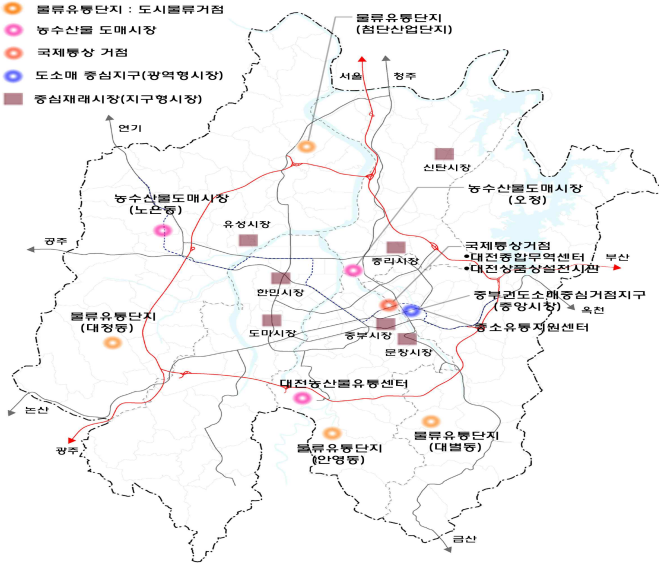 물류유통단지 : 도시물류거점
농수산물 도매시장
국제통상 거점
도소매 중심지구(광역형시장)
중심재래시장(지구형시장)
물류유통단지
(첨단산업단지)
서울
청주
연기
신탄시장
농수산물도매시장
(노은동)
농수산물도매시장
(오정)
유성시장
공주
중리시장
국제통상거점
•대전종합무역센터
•대전상품상설전시판
부산
한민시장
중부권도소매중심거점지구
(중앙시장)
옥천
물류유통단지
(대정동)
도마시장
중부시장
중소유통지원센터
문창시장
대전농산물유통센터
논산
광주
물류유통단지
(안영동)
물류유통단지
(대별동)
금산